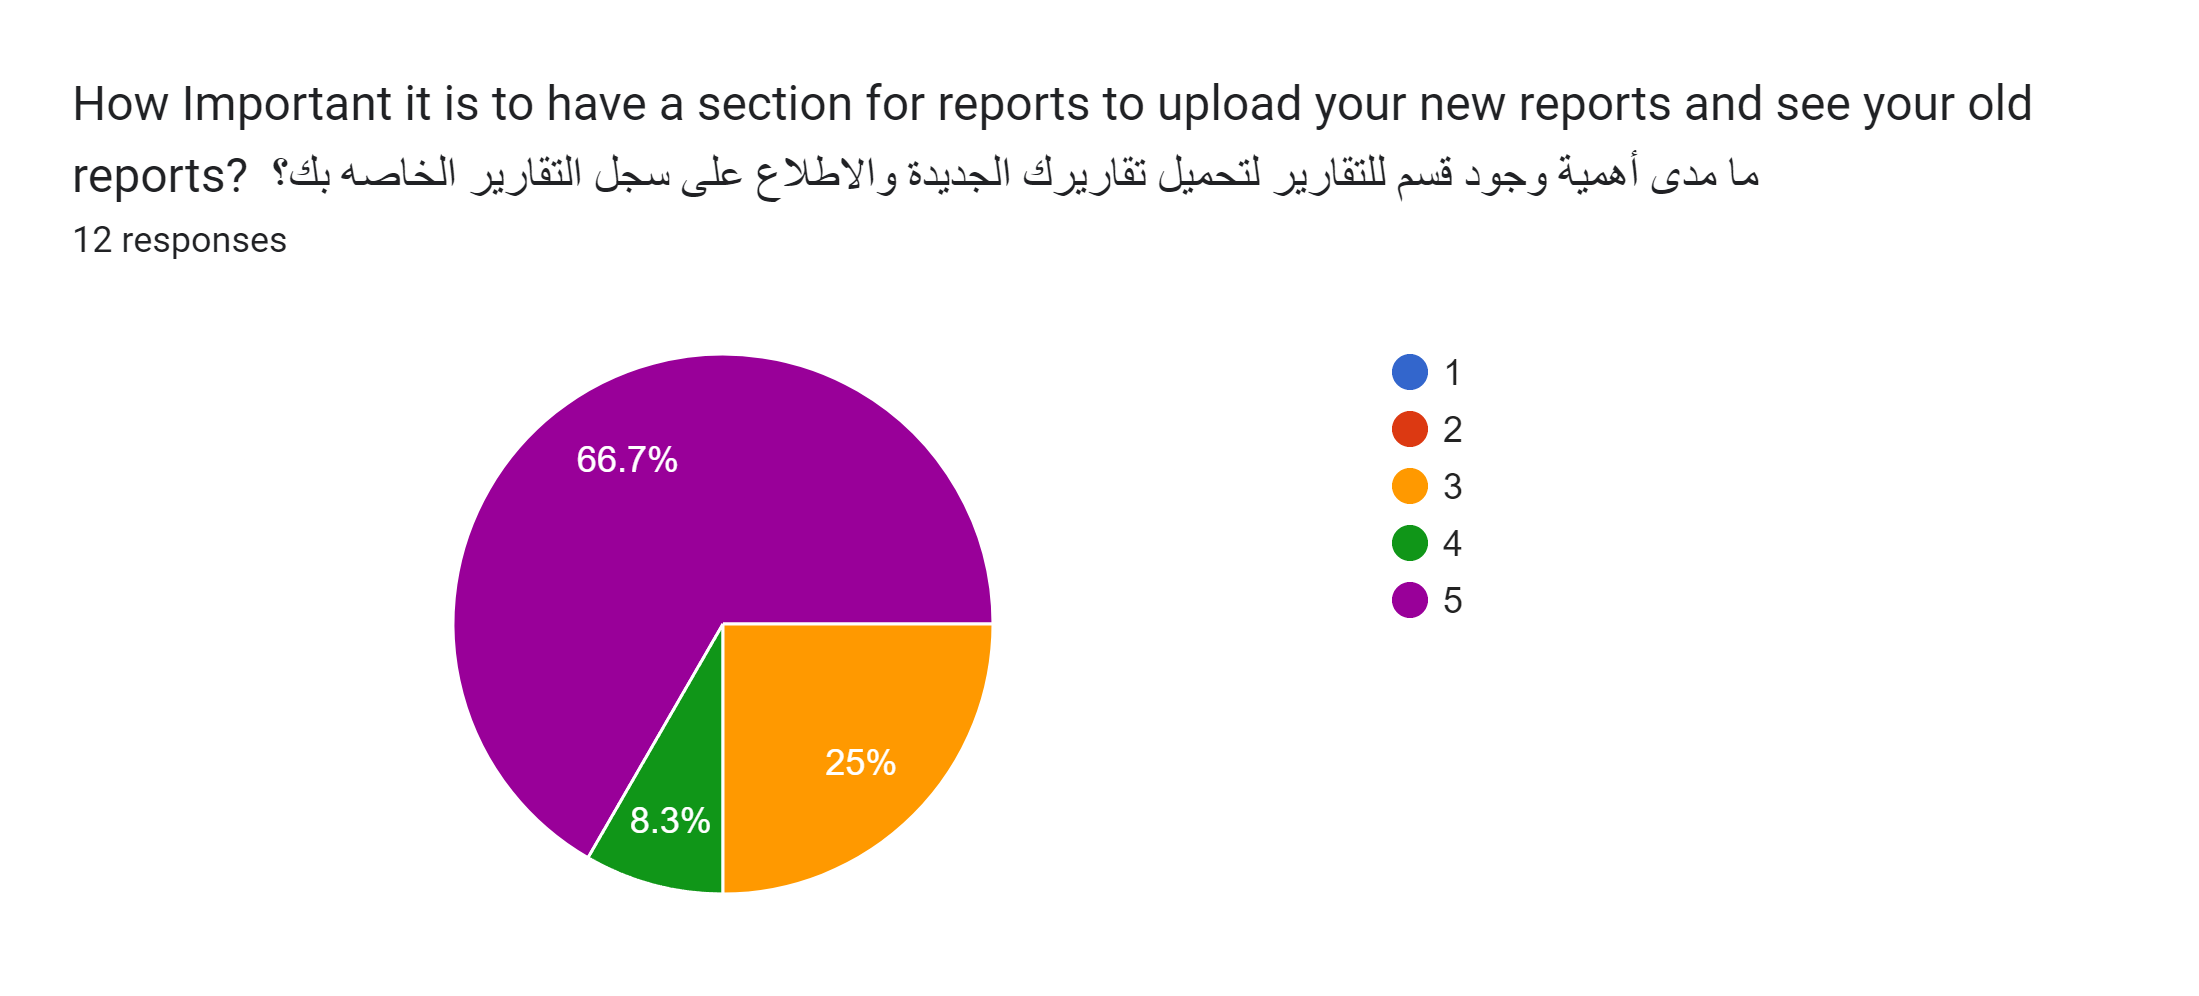 How Important it is to have a section for reports to upload your new reports and see your old
reports? ما مدى أهمية وجود قسم للتقارير لتحميل تقاريرك الجديدة والاطلاع على سجل التقارير الخاصه بك؟
12 responses
66.7%
25%
8.3%
1
2
3
4
5